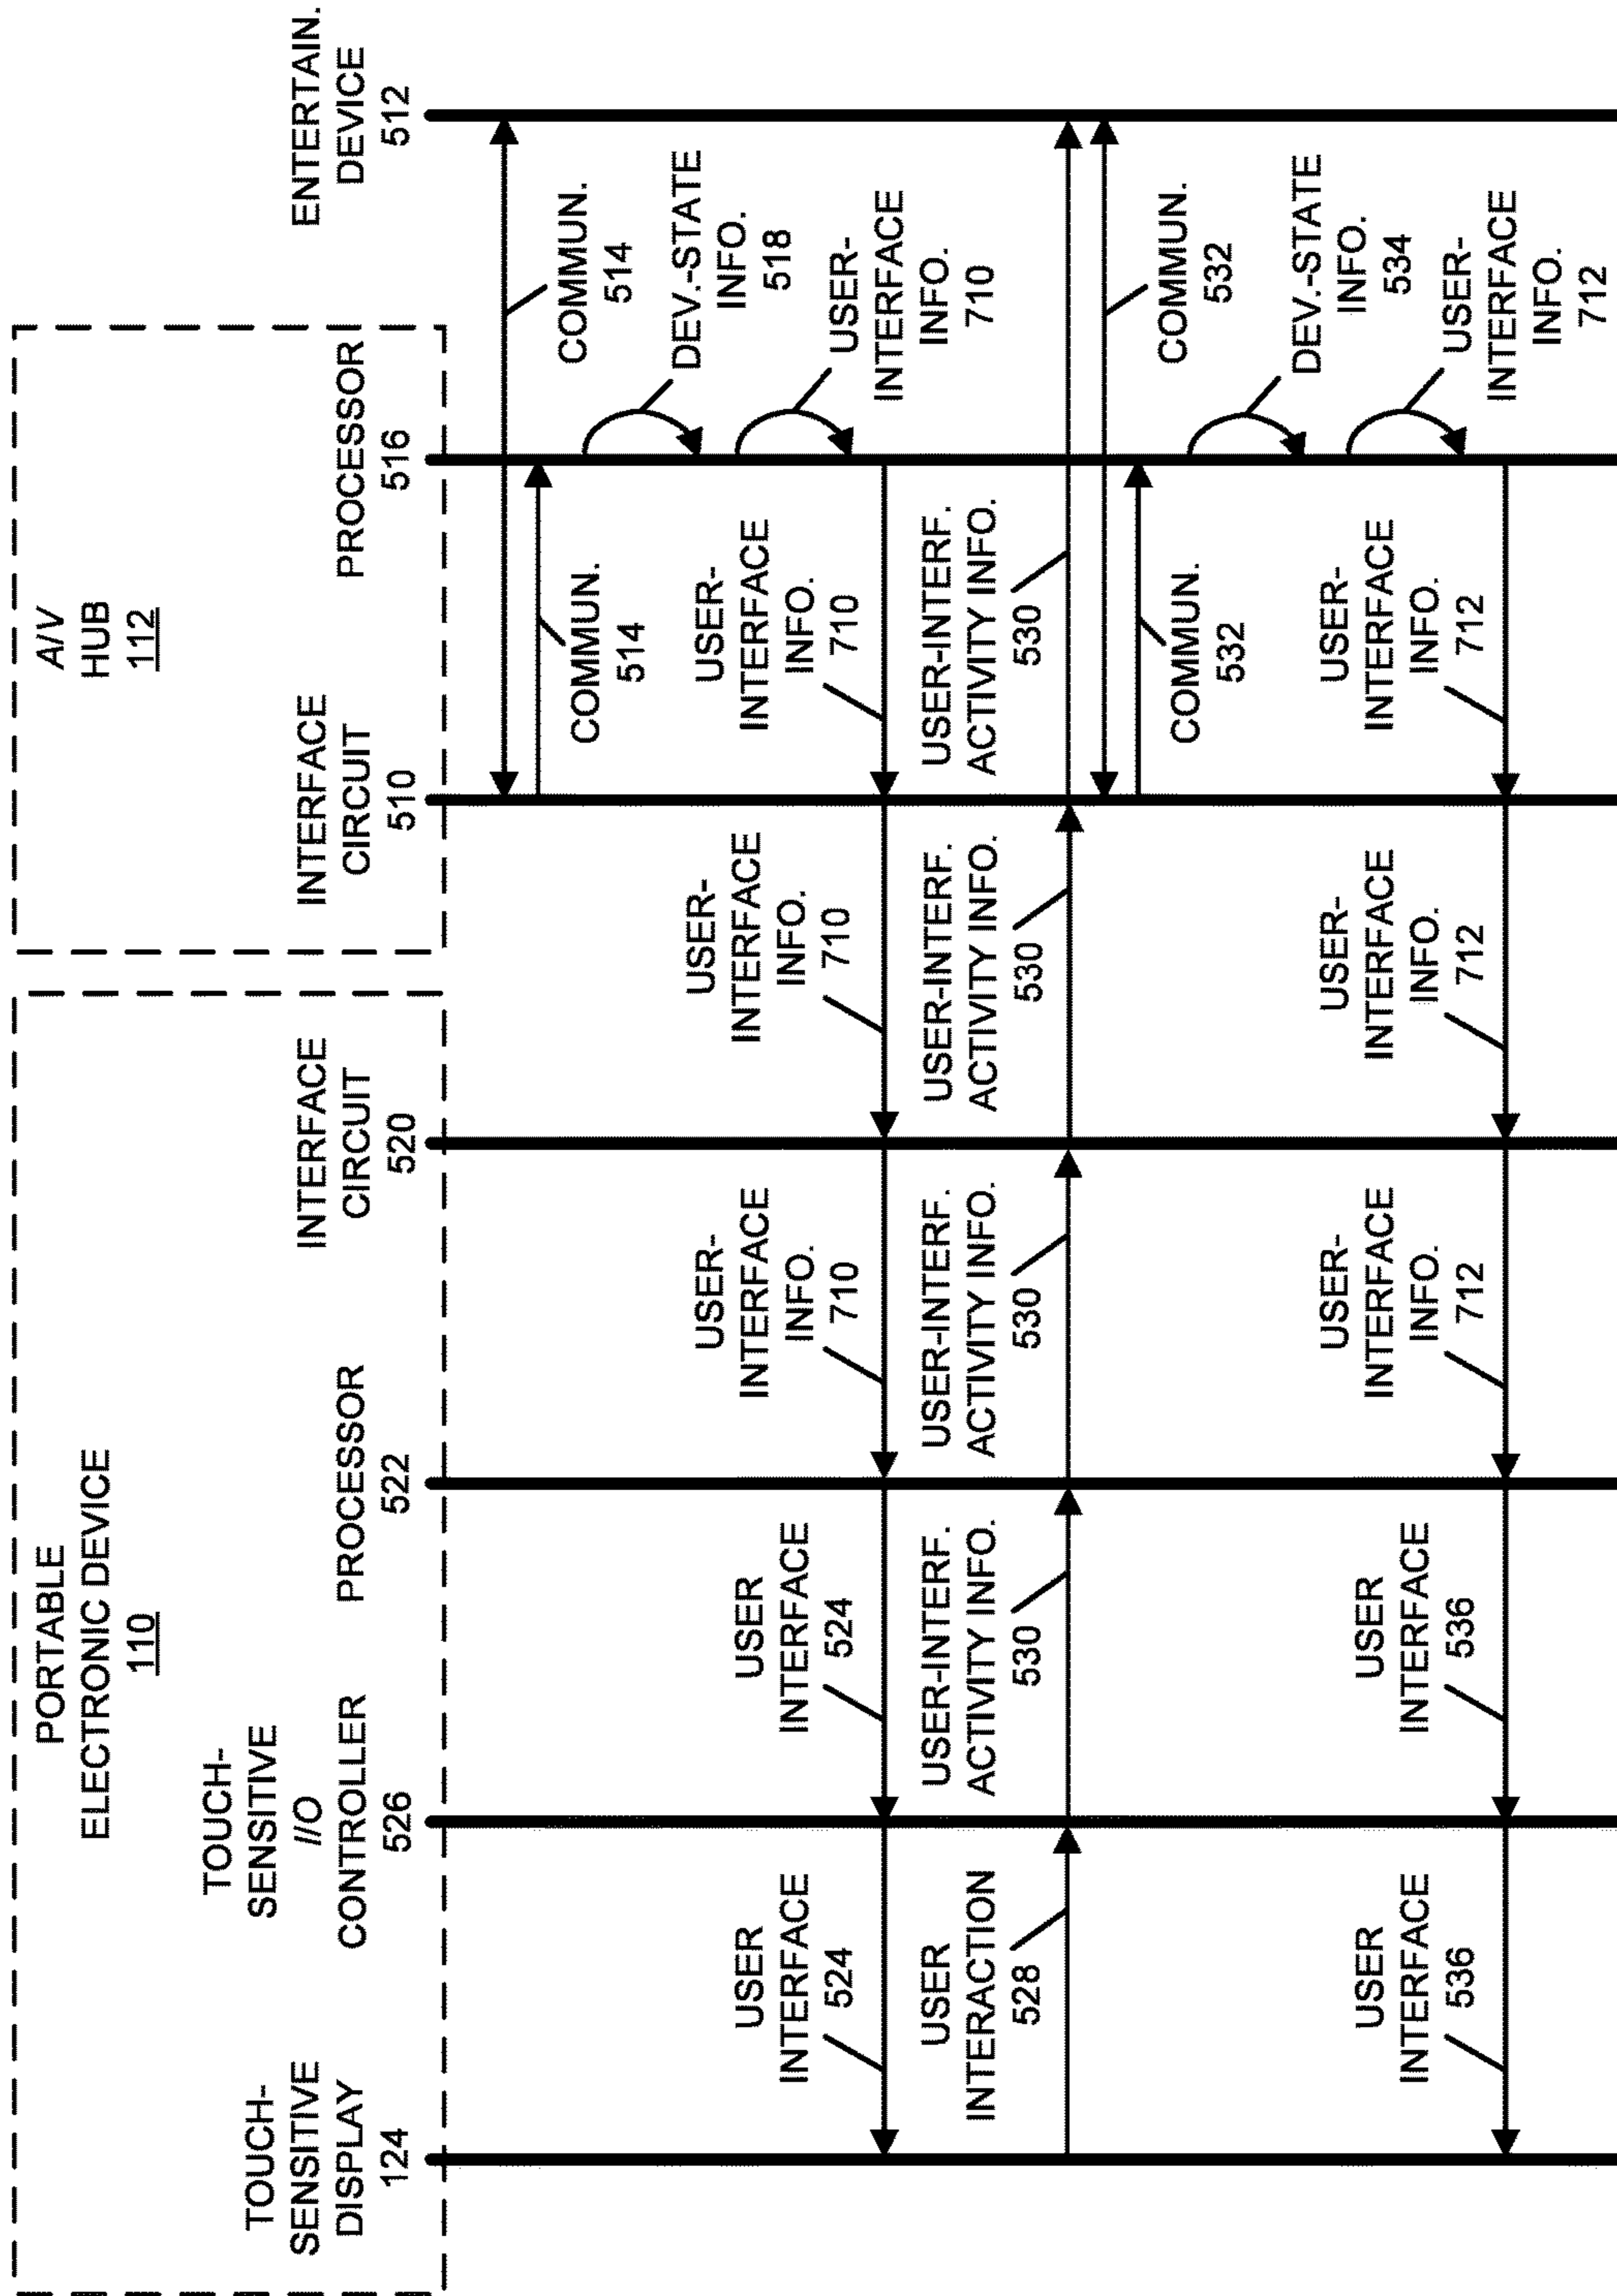 PORTABLE
ELECTRONIC DEVICE
110
A/V
HUB
112
TOUCH-
SENSITIVE
DISPLAY
124
TOUCH-
SENSITIVE
I/O
CONTROLLER
526
PROCESSOR
522
INTERFACE
CIRCUIT
520
INTERFACE
CIRCUIT
510
PROCESSOR
516
ENTERTAIN.
DEVICE
512
COMMUN.
514
COMMUN.
514
DEV.-STATE
INFO.
518
USER-
INTERFACE
INFO.
710
USER
INTERFACE
524
USER
INTERFACE
524
USER-
INTERFACE
INFO.
710
USER-
INTERFACE
INFO.
710
USER-
INTERFACE
INFO.
710
USER
INTERACTION
528
USER-INTERF.
ACTIVITY INFO.
530
USER-INTERF.
ACTIVITY INFO.
530
USER-INTERF.
ACTIVITY INFO.
530
USER-INTERF.
ACTIVITY INFO.
530
COMMUN.
532
COMMUN.
532
DEV.-STATE
INFO.
534
USER-
INTERFACE
INFO.
712
USER
INTERFACE
536
USER
INTERFACE
536
USER-
INTERFACE
INFO.
712
USER-
INTERFACE
INFO.
712
USER-
INTERFACE
INFO.
712